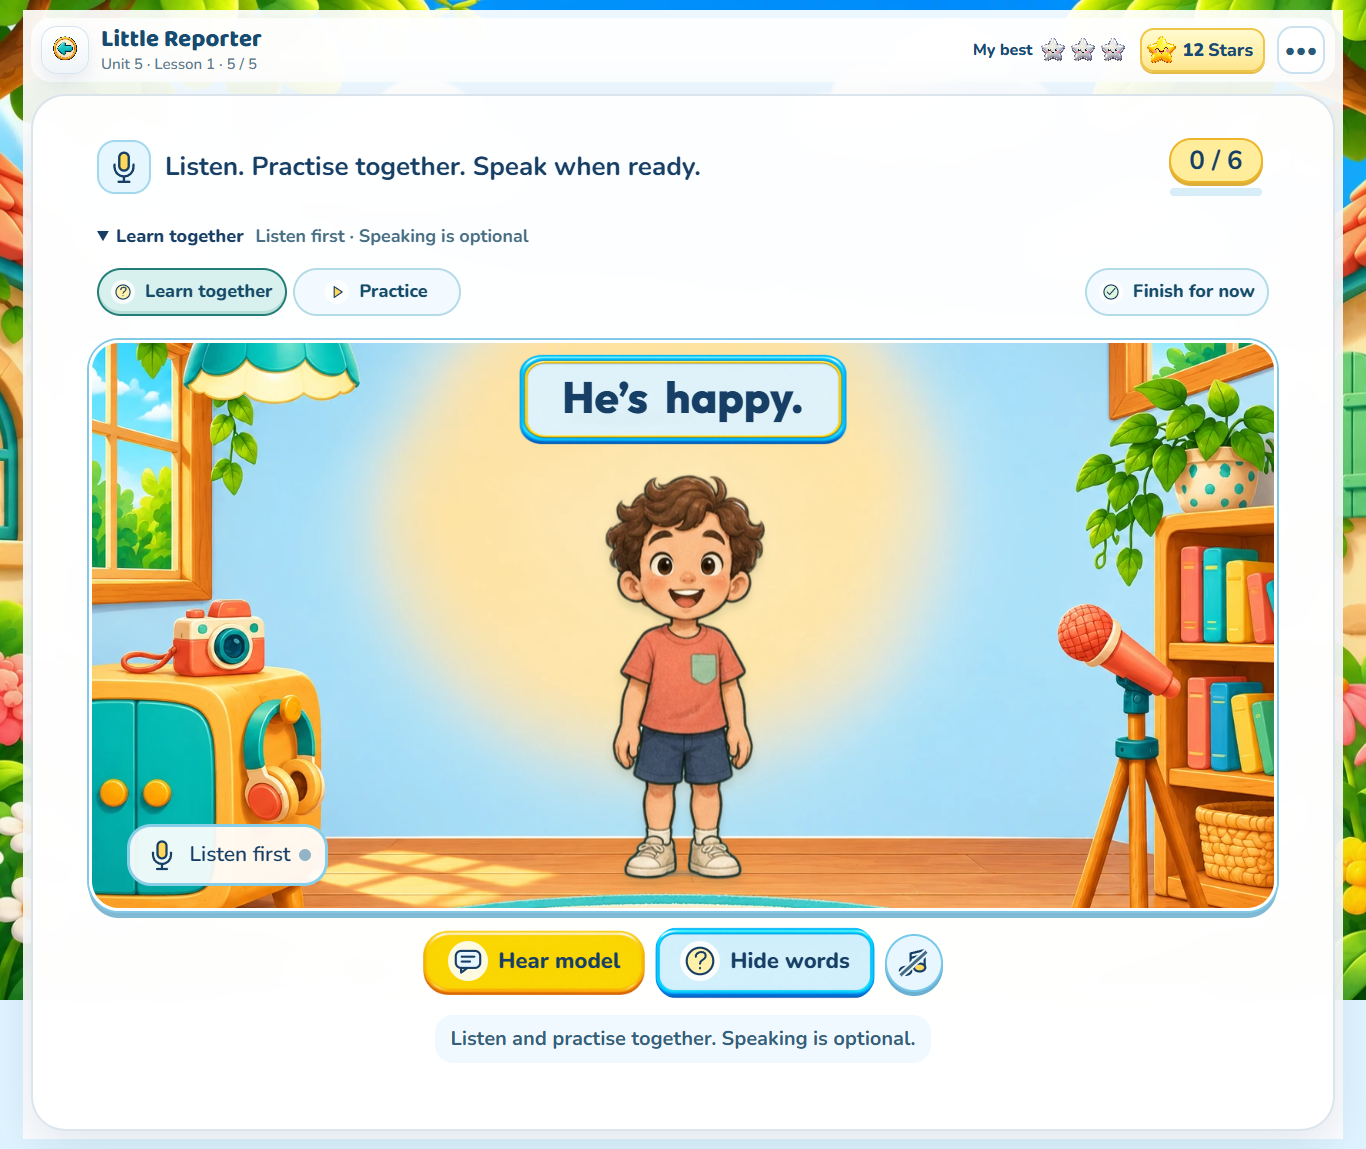 Little Reporter
Unit 5 · Lesson 1 · 5 / 5
My best
12 Stars
Listen. Practise together. Speak when ready.
0 / 6
Learn together Listen first · Speaking is optional
Learn together
Practice
Finish for now
He's happy.
Listen first
Hear model
Hide words
Listen and practise together. Speaking is optional.